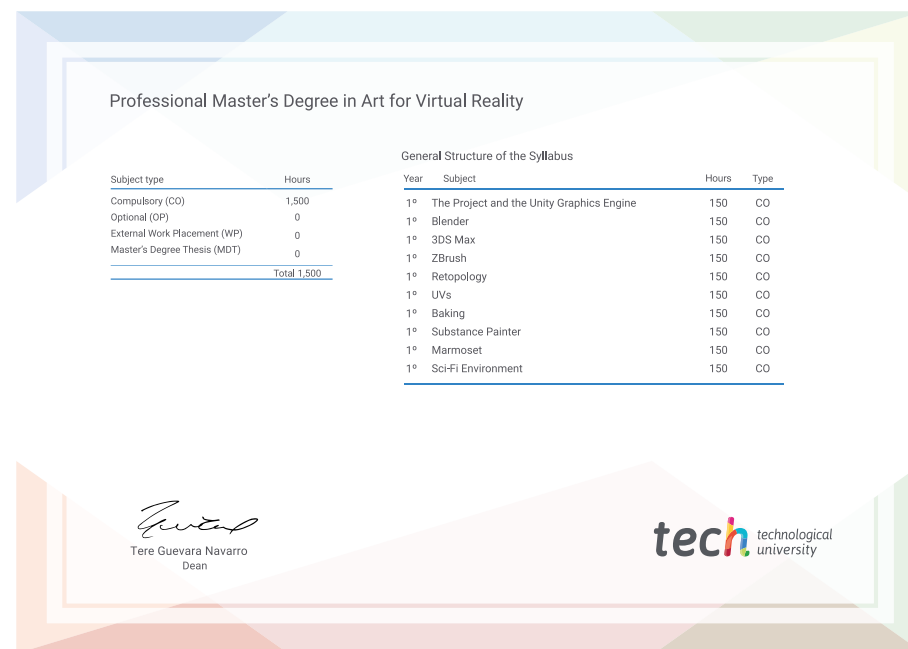 Professional Master's Degree in Art for Virtual Reality
General Structure of the Syllabus
Subject type Hours
Compulsory (CO) 1,500
Optional (OP) 0
External Work Placement (WP) 0
Master's Degree Thesis (MDT) 0
Total 1,500
Year Subject Hours Type
1º The Project and the Unity Graphics Engine 150 CO
1º Blender 150 CO
1º 3DS Max 150 CO
1º ZBrush 150 CO
1º Retopology 150 CO
1º UVs 150 CO
1º Baking 150 CO
1º Substance Painter 150 CO
1º Marmoset 150 CO
1º Sci-Fi Environment 150 CO
Tere Guevara Navarro
Dean
tech technological
university